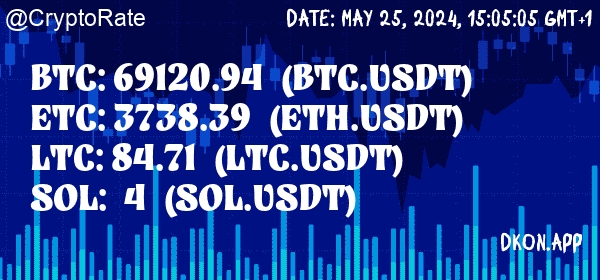 @CryptoRate
DATE: MAY 25, 2024, 15:05:05 GMT+1
BTC: 69120.94 (BTC.USDT)
ETC: 3738.39 (ETH.USDT)
LTC: 84.71 (LTC.USDT)
SOL: 4 (SOL.USDT)
DKON.APP